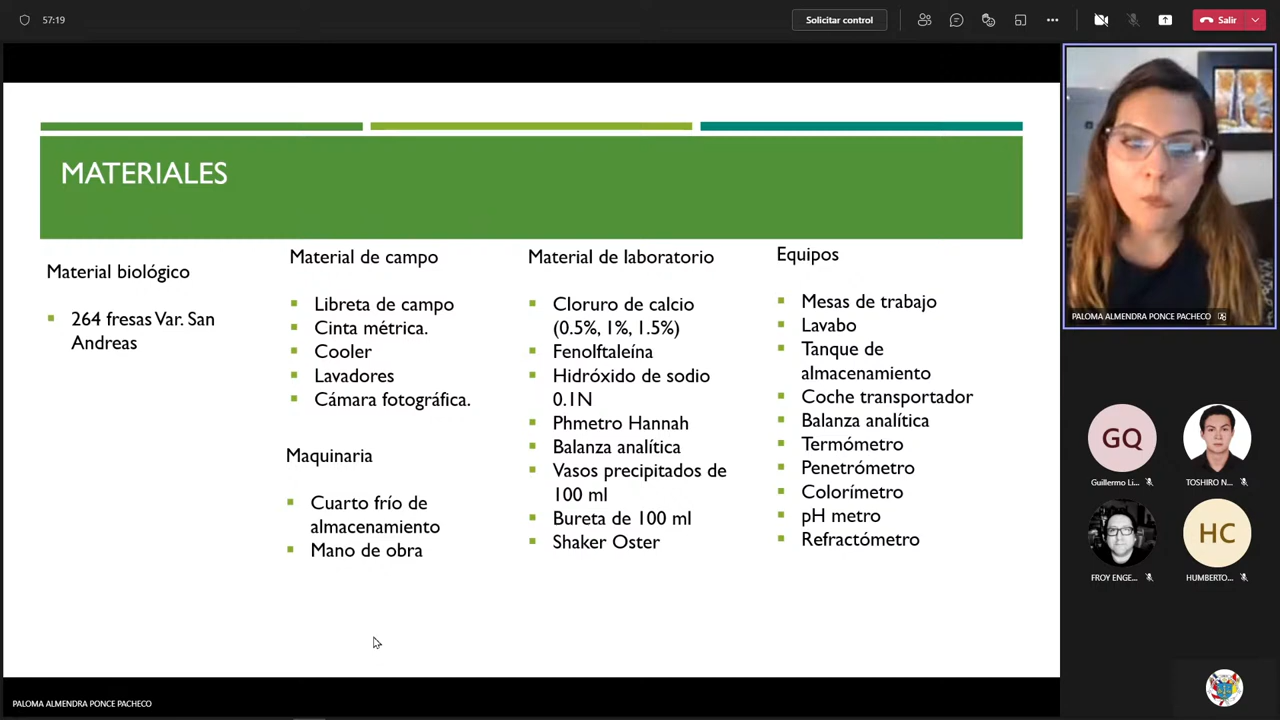 57:19
Solicitar control
Salir
MATERIALES
Material biológico
264 fresas Var. San
Andreas
Material de campo
Libreta de campo
Cinta métrica.
Cooler
Lavadores
Cámara fotográfica.
Maquinaria
Cuarto frío de
almacenamiento
Mano de obra
Material de laboratorio
Cloruro de calcio
(0.5%, 1%, 1.5%)
Fenolftaleína
Hidróxido de sodio
0.1N
Phmetro Hannah
Balanza analítica
Vasos precipitados de
100 ml
Bureta de 100 ml
Shaker Oster
Equipos
Mesas de trabajo
Lavabo
Tanque de
almacenamiento
Coche transportador
Balanza analítica
Termómetro
Penetrómetro
Colorímetro
pH metro
Refractómetro
PALOMA ALMENDRA PONCE PACHECO
GQ
Guillermo Li...
TOSHIRO N...
FROY ENGE...
HC
HUMBERTO...
PALOMA ALMENDRA PONCE PACHECO